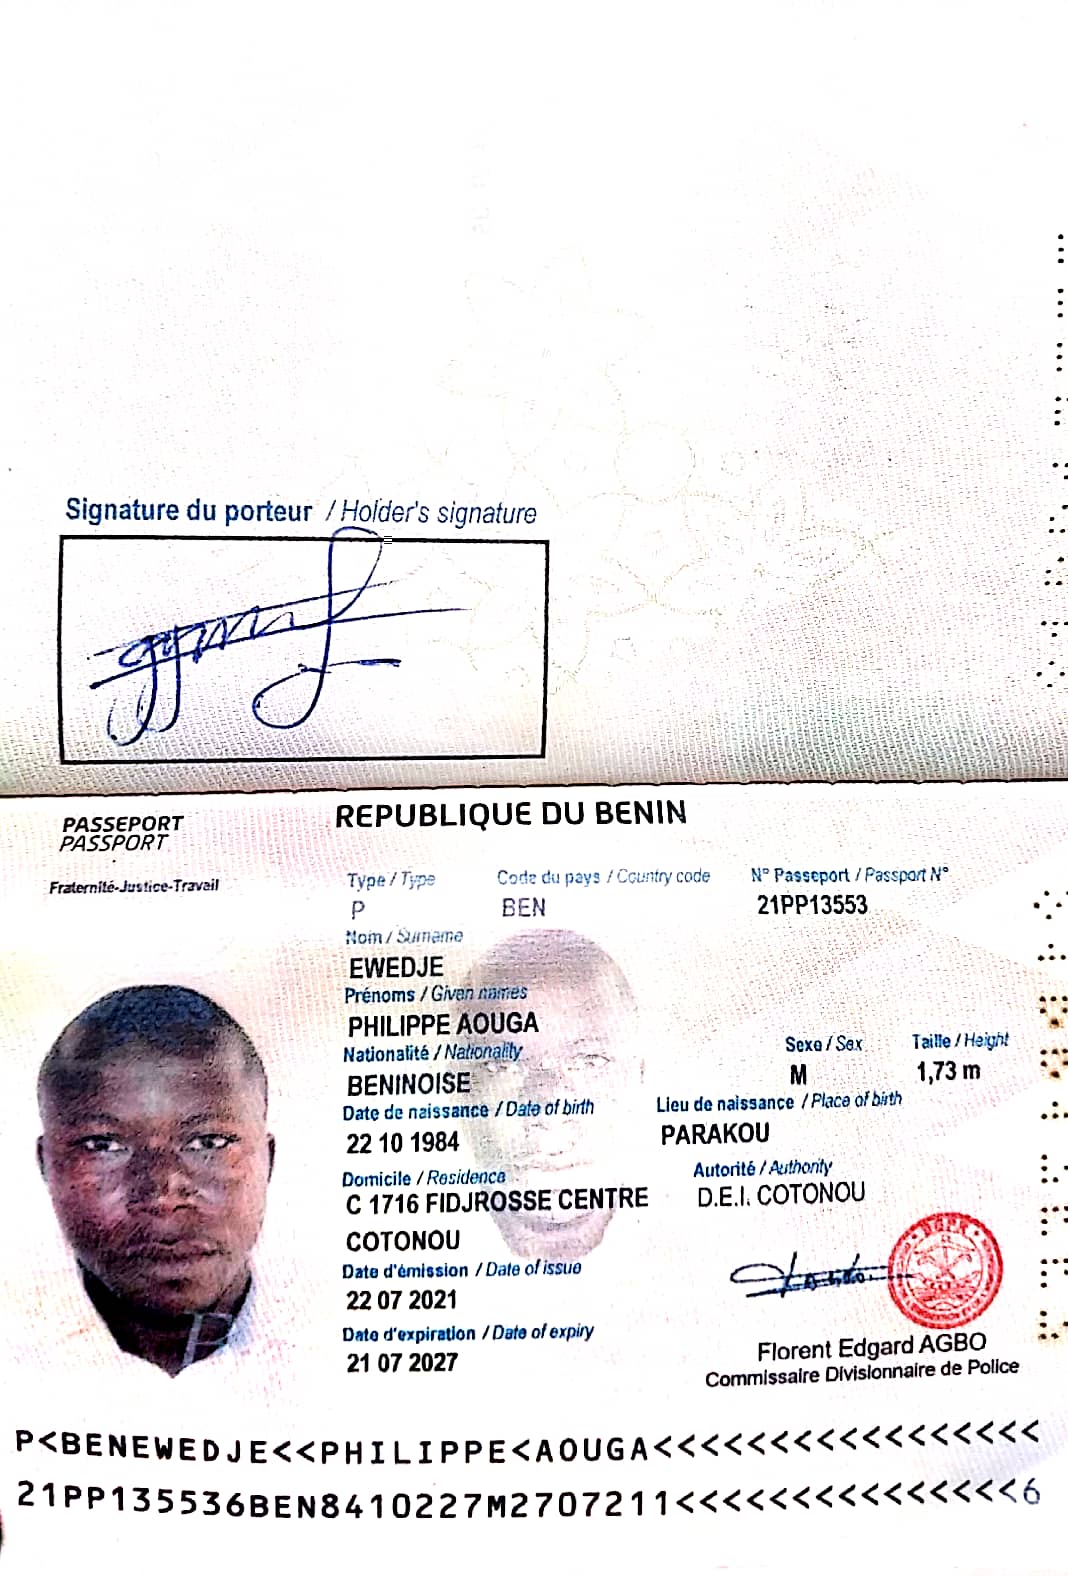 Signature du porteur / Holder's signature
REPUBLIQUE DU BENIN
PASSEPORT
PASSPORT
Fraternité-Justice-Travail
Type / Type
Code du pays / Country code
N° Passeport / Passport N°
P
BEN
21PP13553
Nom / Surname
EWEDJE
Prénoms / Given names
PHILIPPE AOUGA
Nationalité / Nationality
Sexe / Sex
Taille / Height
BENINOISE
M
1,73 m
Date de naissance / Date of birth
Lieu de naissance / Place of birth
22 10 1984
PARAKOU
Domicile / Residence
Autorité / Authority
C 1716 FIDJROSSE CENTRE
D.E.I. COTONOU
COTONOU
Date d'émission / Date of issue
22 07 2021
Date d'expiration / Date of expiry
21 07 2027
Florent Edgard AGBO
Commissaire Divisionnaire de Police
P<BENEWEDJE<<PHILIPPE<AOUGA<<<<<<<<<<<<<<<<<
21PP135536BEN8410227M2707211<<<<<<<<<<<<<<<6